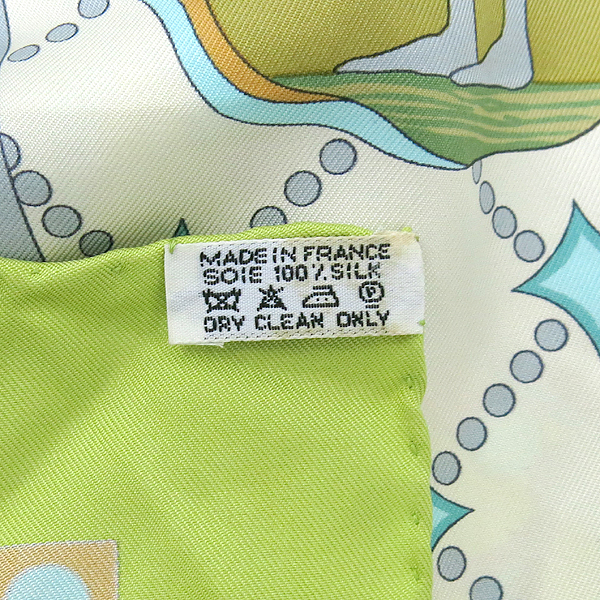 MADE IN FRANCE
SOIE 100% SILK
P
DRY CLEAN ONLY